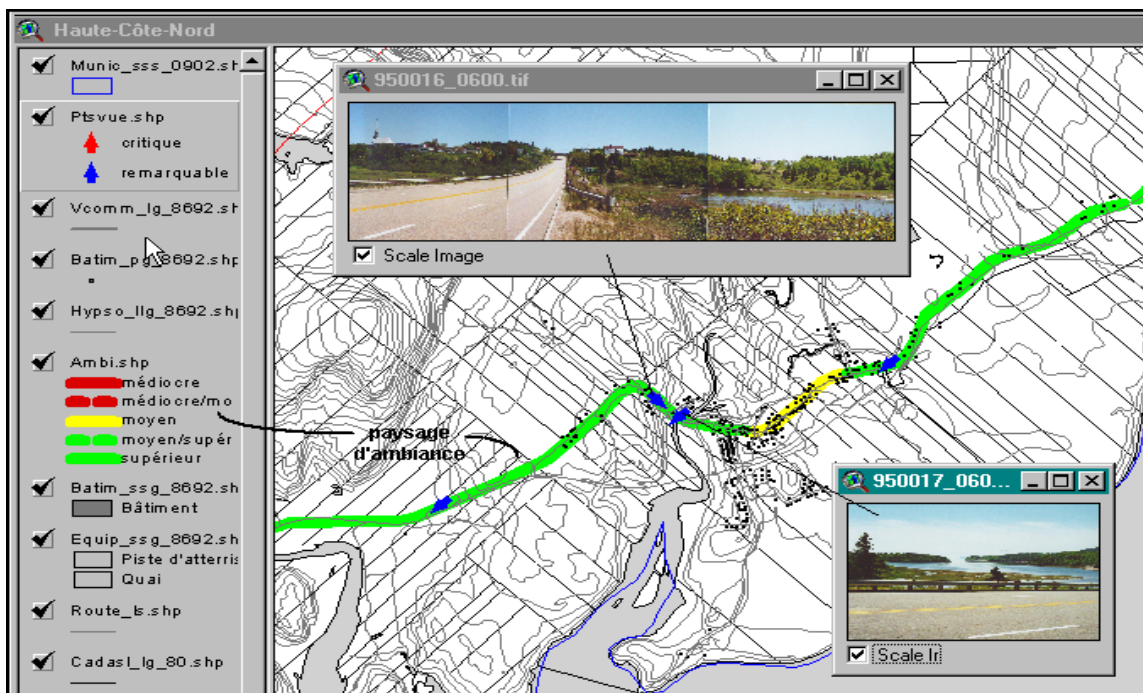 Haute-Côte-Nord
Munic_sss_0902.sh
Ptsvue.shp
critique
remarquable
Vcomm_lg_8692.sh
Batim_pg_8692.shp
Hypso_llg_8692.shp
Ambi.shp
médiocre
médiocre/mo
moyen
moyen/supér
supérieur
Batim_ssg_8692.sh
Bâtiment
Equip_ssg_8692.sh
Piste d'atterris
Quai
Route_ls.shp
Cadasl_lg_80.shp
950016_0600.tif
Scale Image
paysage
d'ambiance
950017_060...
Scale Ir